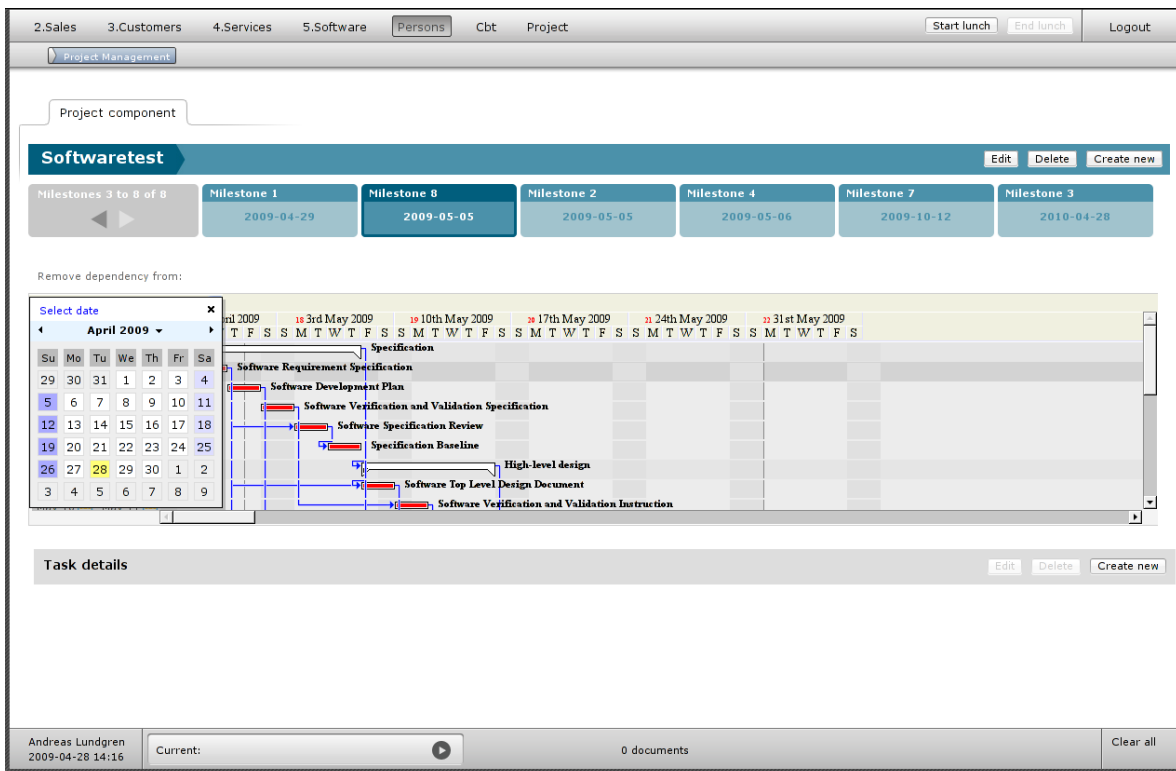 2.Sales 3.Customers 4.Services 5.Software Persons Cbt Project Start lunch End lunch Logout
Project Management
Project component
Softwaretest Edit Delete Create new
Milestones 3 to 8 of 8 Milestone 1 Milestone 8 Milestone 2 Milestone 4 Milestone 7 Milestone 3
2009-04-29 2009-05-05 2009-05-05 2009-05-06 2009-10-12 2010-04-28
Remove dependency from:
Select date x
April 2009
Su Mo Tu We Th Fr Sa
29 30 31 1 2 3 4
5 6 7 8 9 10 11
12 13 14 15 16 17 18
19 20 21 22 23 24 25
26 27 28 29 30 1 2
3 4 5 6 7 8 9
2009 18 3rd May 2009 19 10th May 2009 20 17th May 2009 21 24th May 2009 22 31st May 2009
T F S S M T W T F S S M T W T F S S M T W T F S S M T W T F S S M T W T F S
Specification
Software Requirement Specification
Software Development Plan
Software Verification and Validation Specification
Software Specification Review
Specification Baseline
High-level design
Software Top Level Design Document
Software Verification and Validation Instruction
Task details Edit Delete Create new
Andreas Lundgren
2009-04-28 14:16
Current:
0 documents
Clear all